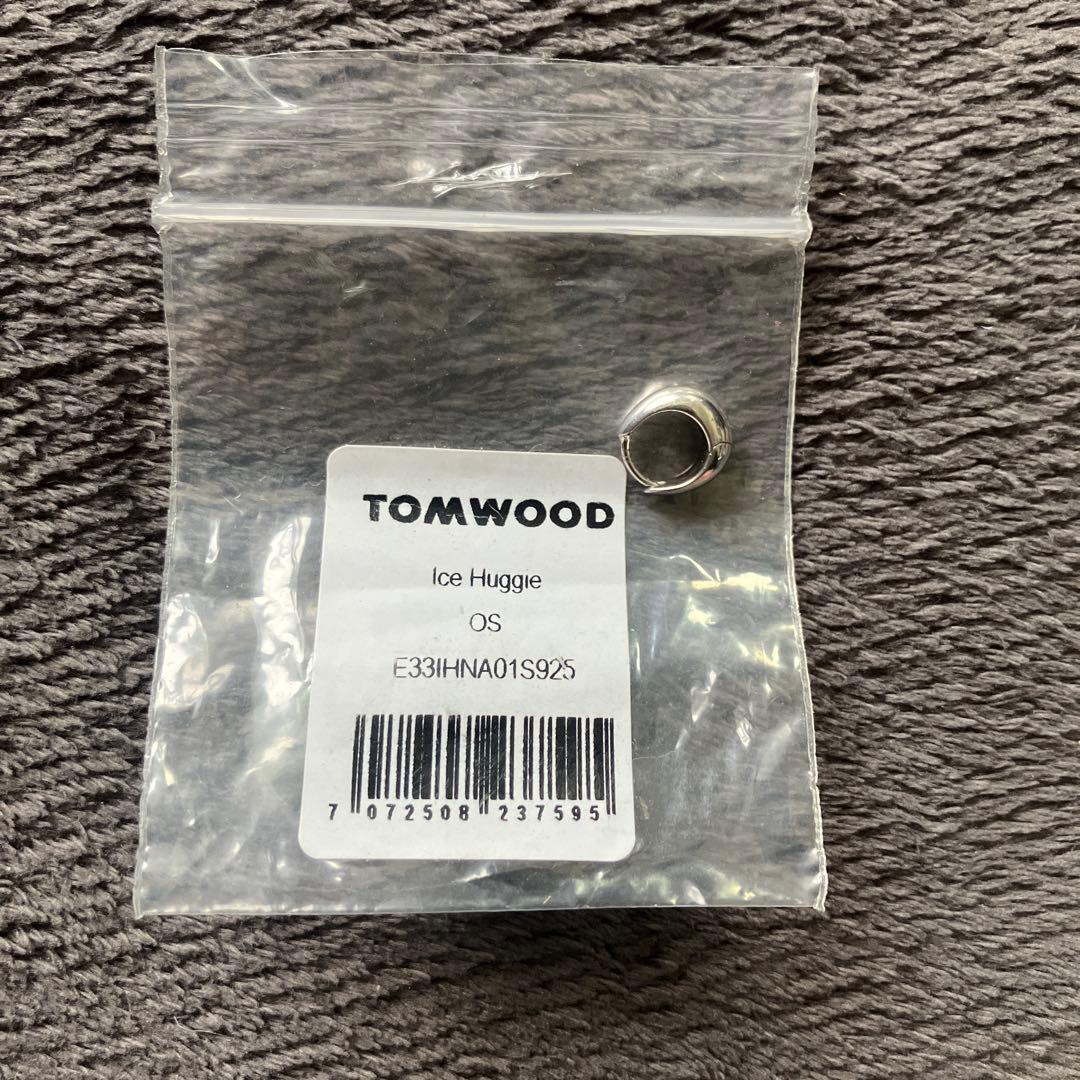 TOMWOOD
Ice Huggie
OS
E33IHNA01S925
7 072508 237595